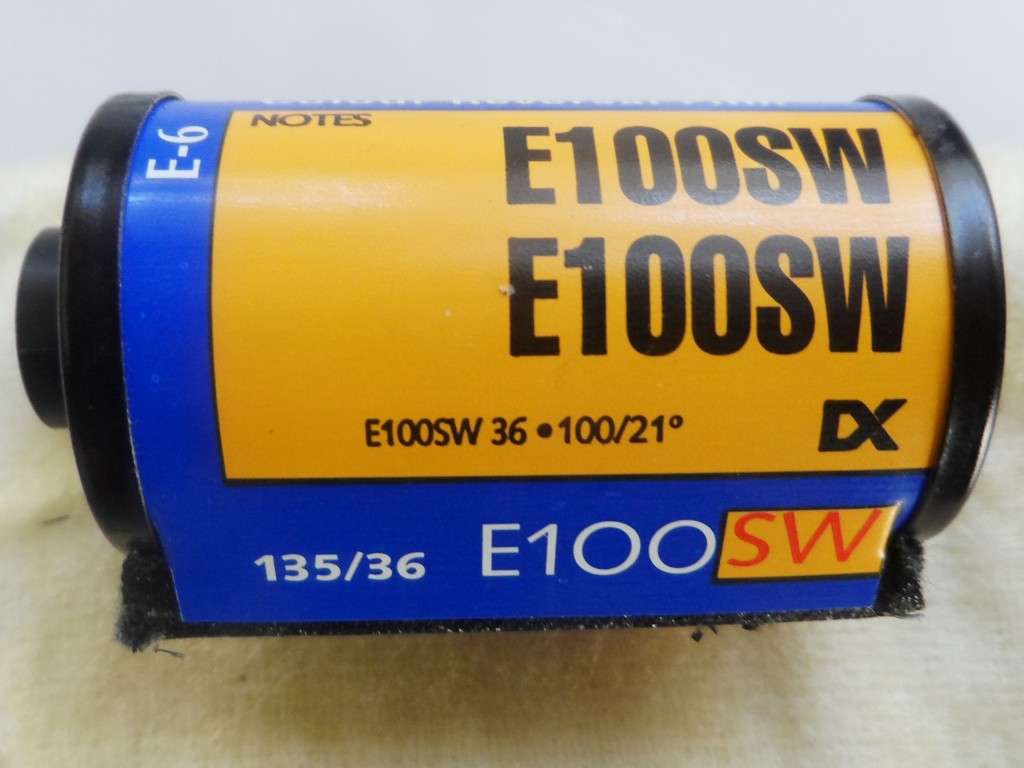 E-6
NOTES
E100SW
E100SW
E100SW 36 • 100/21°
DX
135/36
E100SW